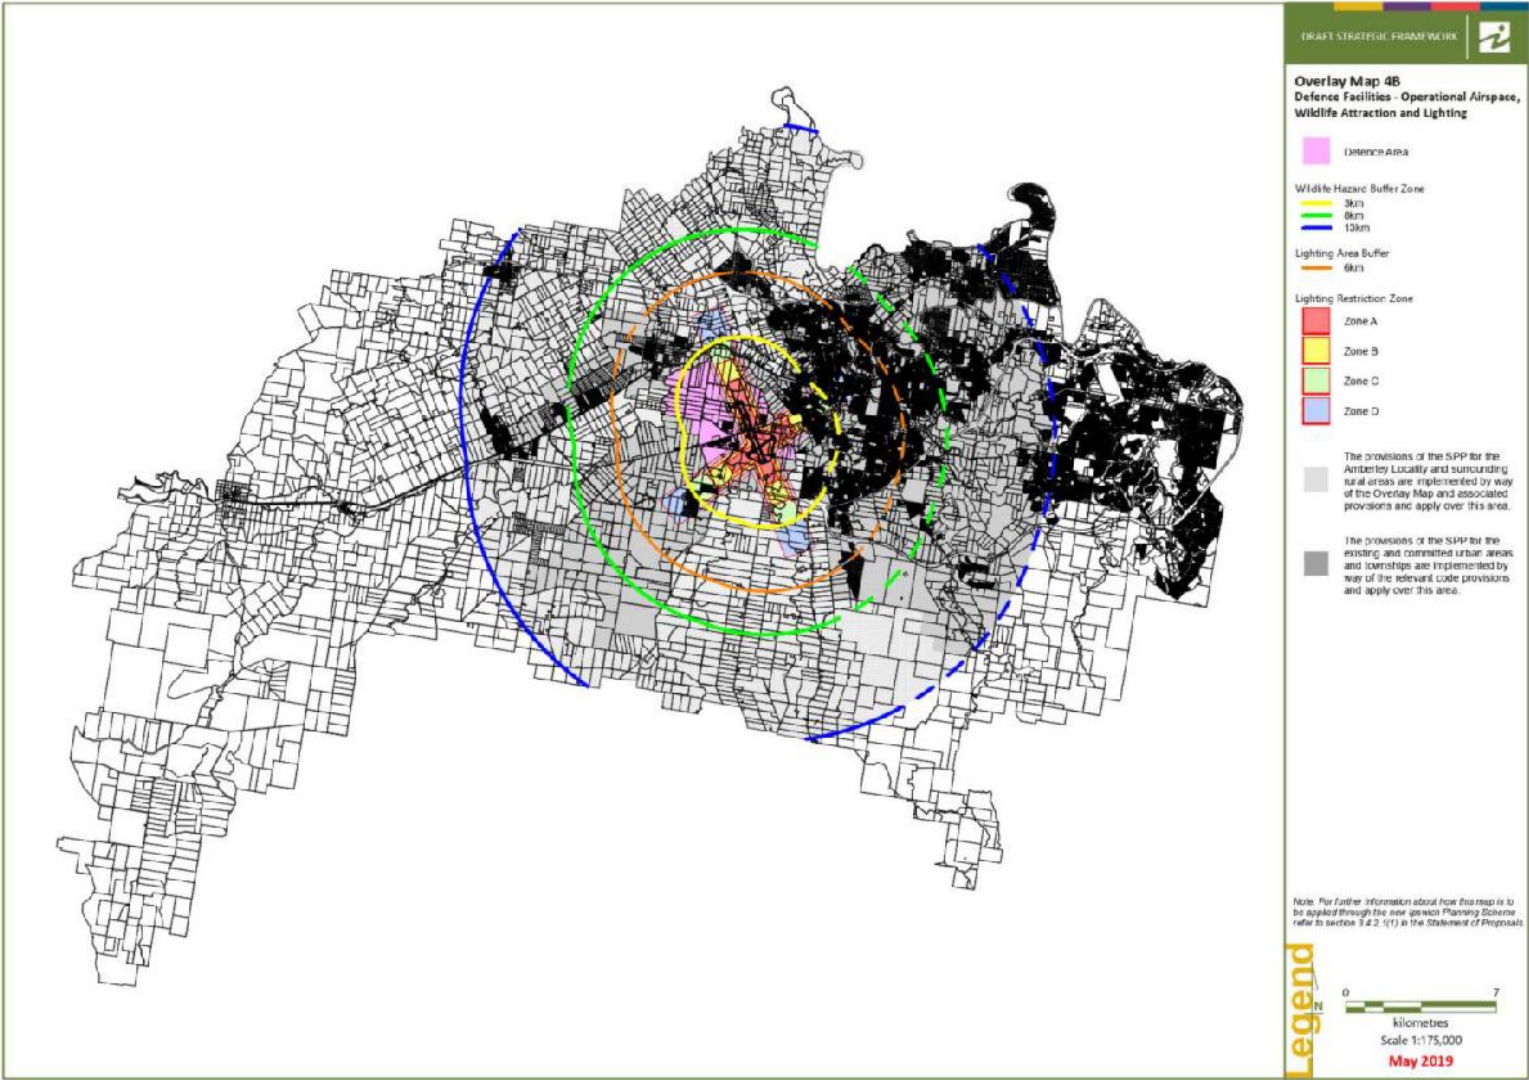 DRAFT STRATEGIC FRAMEWORK
Overlay Map 4B
Defence Facilities - Operational Airspace,
Wildlife Attraction and Lighting
Defence Area
Wildlife Hazard Buffer Zone
3km
8km
13km
Lighting Area Buffer
6km
Lighting Restriction Zone
Zone A
Zone B
Zone C
Zone D
The provisions of the SPP for the
Amberley Locality and surrounding
rural areas are implemented by way
of the Overlay Map and associated
provisions and apply over this area.
The provisions of the SPP for the
existing and committed urban areas
and townships are implemented by
way of the relevant code provisions
and apply over this area.
Note: For further information about how this map is to
be applied through the new Ipswich Planning Scheme
refer to section 3.4.2.1(1) in the Statement of Proposals
Legend
N
0 7
kilometres
Scale 1:175,000
May 2019